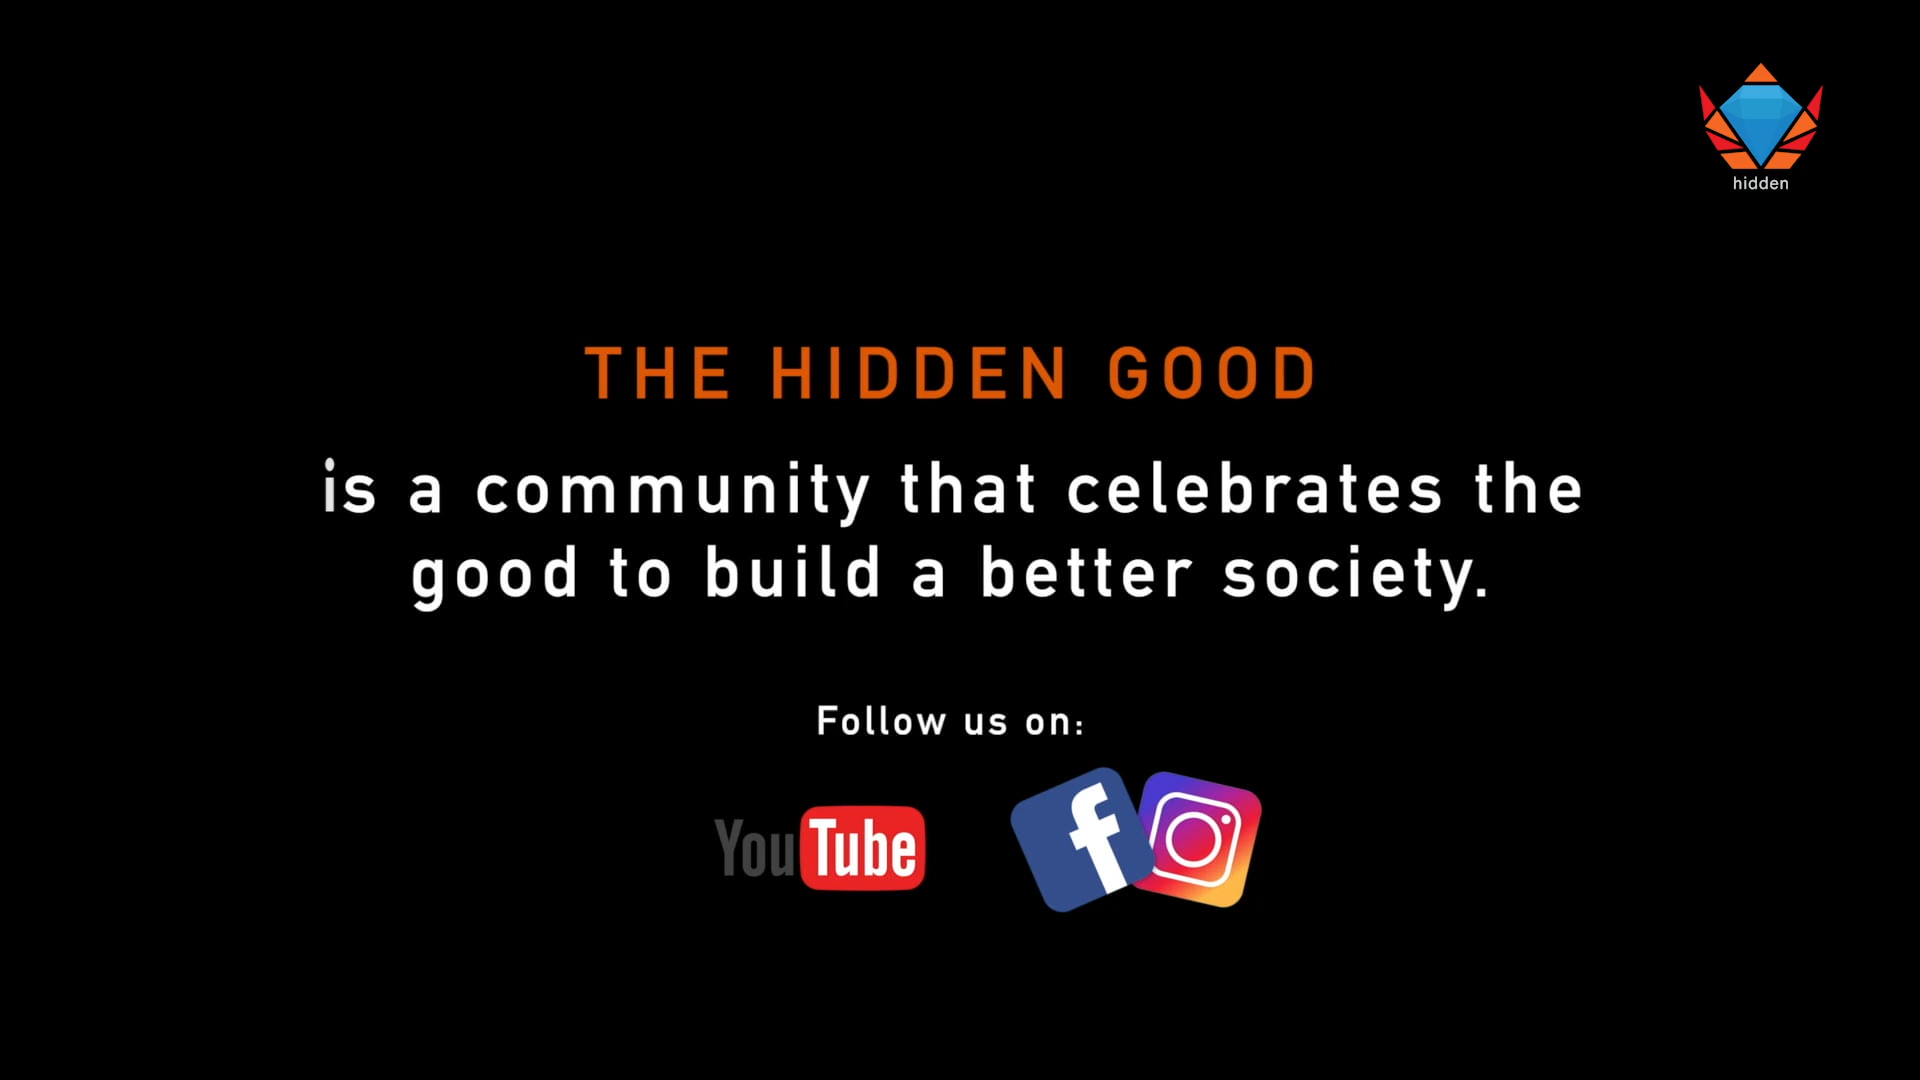 hidden
THE HIDDEN GOOD
is a community that celebrates the
good to build a better society.
Follow us on:
YouTube
f